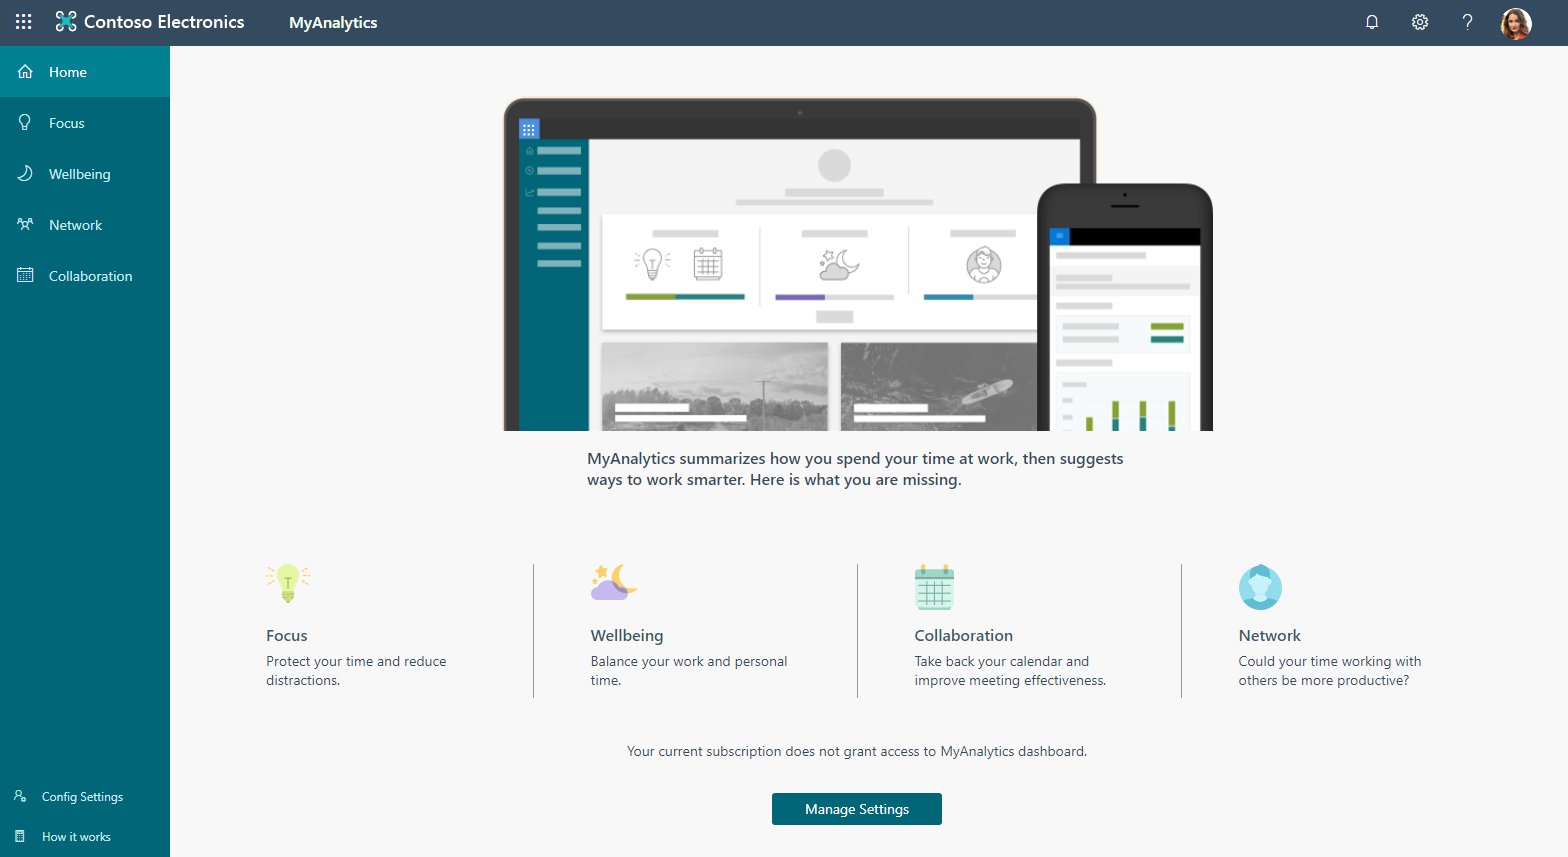 Contoso Electronics
MyAnalytics
Home
Focus
Wellbeing
Network
Collaboration
MyAnalytics summarizes how you spend your time at work, then suggests
ways to work smarter. Here is what you are missing.
Focus
Protect your time and reduce
distractions.
Wellbeing
Balance your work and personal
time.
Collaboration
Take back your calendar and
improve meeting effectiveness.
Network
Could your time working with
others be more productive?
Your current subscription does not grant access to MyAnalytics dashboard.
Manage Settings
Config Settings
How it works